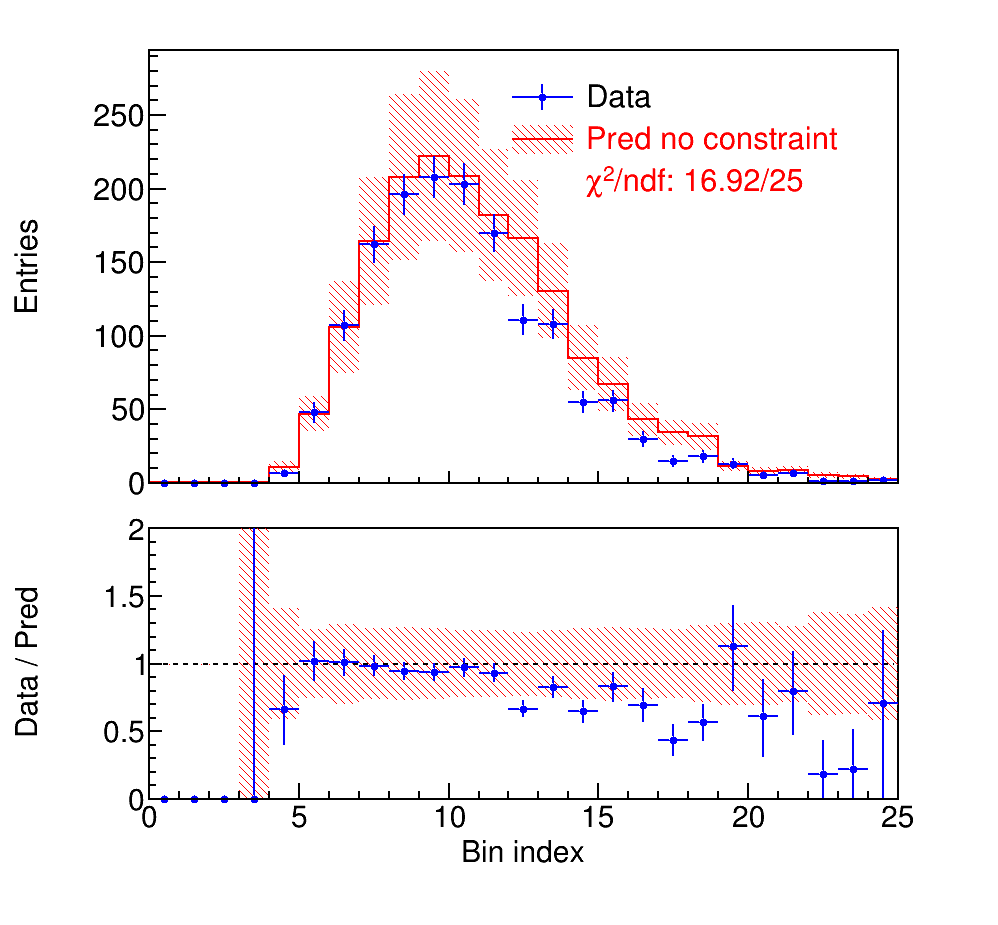 Entries
250
200
150
100
50
0
Data
Pred no constraint
χ²/ndf: 16.92/25
Data / Pred
2
1.5
1
0.5
0
0 5 10 15 20 25
Bin index